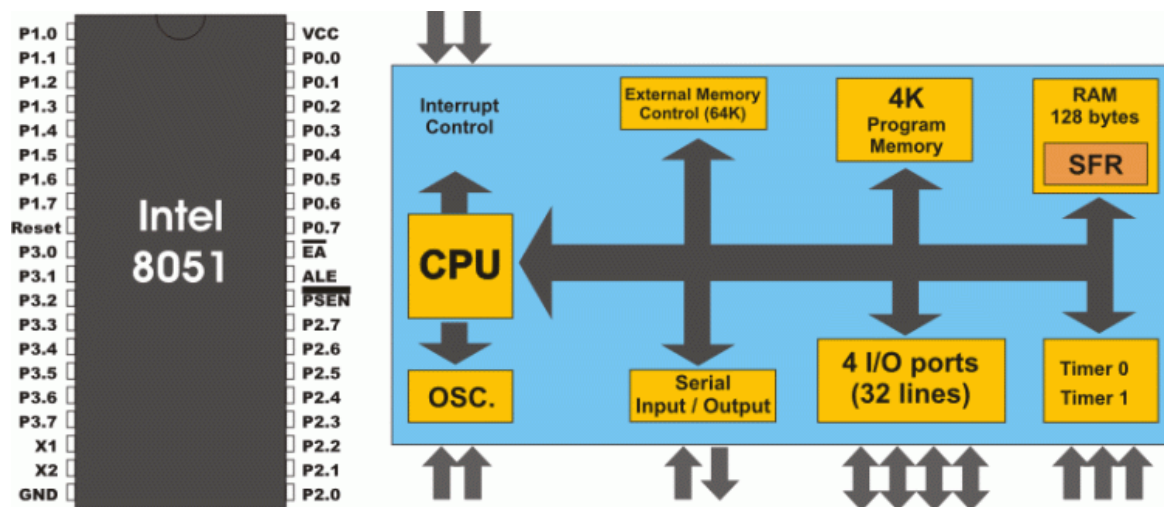 P1.0
P1.1
P1.2
P1.3
P1.4
P1.5
P1.6
P1.7
Reset
P3.0
P3.1
P3.2
P3.3
P3.4
P3.5
P3.6
P3.7
X1
X2
GND
Intel
8051
VCC
P0.0
P0.1
P0.2
P0.3
P0.4
P0.5
P0.6
P0.7
EA
ALE
PSEN
P2.7
P2.6
P2.5
P2.4
P2.3
P2.2
P2.1
P2.0
Interrupt
Control
External Memory
Control (64K)
4K
Program
Memory
RAM
128 bytes
SFR
CPU
OSC.
Serial
Input / Output
4 I/O ports
(32 lines)
Timer 0
Timer 1